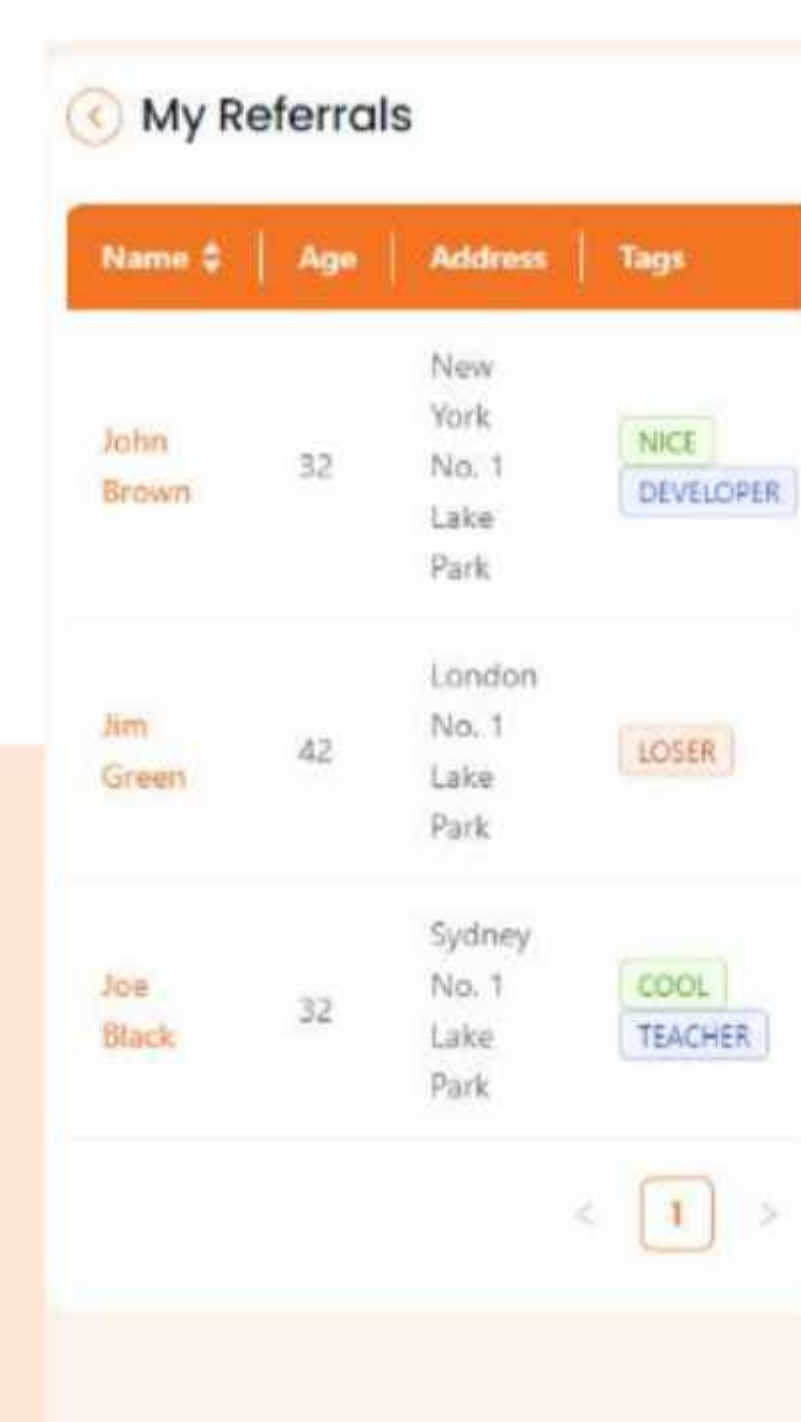 My Referrals
Name Age Address Tags
John Brown 32 New York No. 1 Lake Park NICE DEVELOPER
Jim Green 42 London No. 1 Lake Park LOSER
Joe Black 32 Sydney No. 1 Lake Park COOL TEACHER
< 1 >